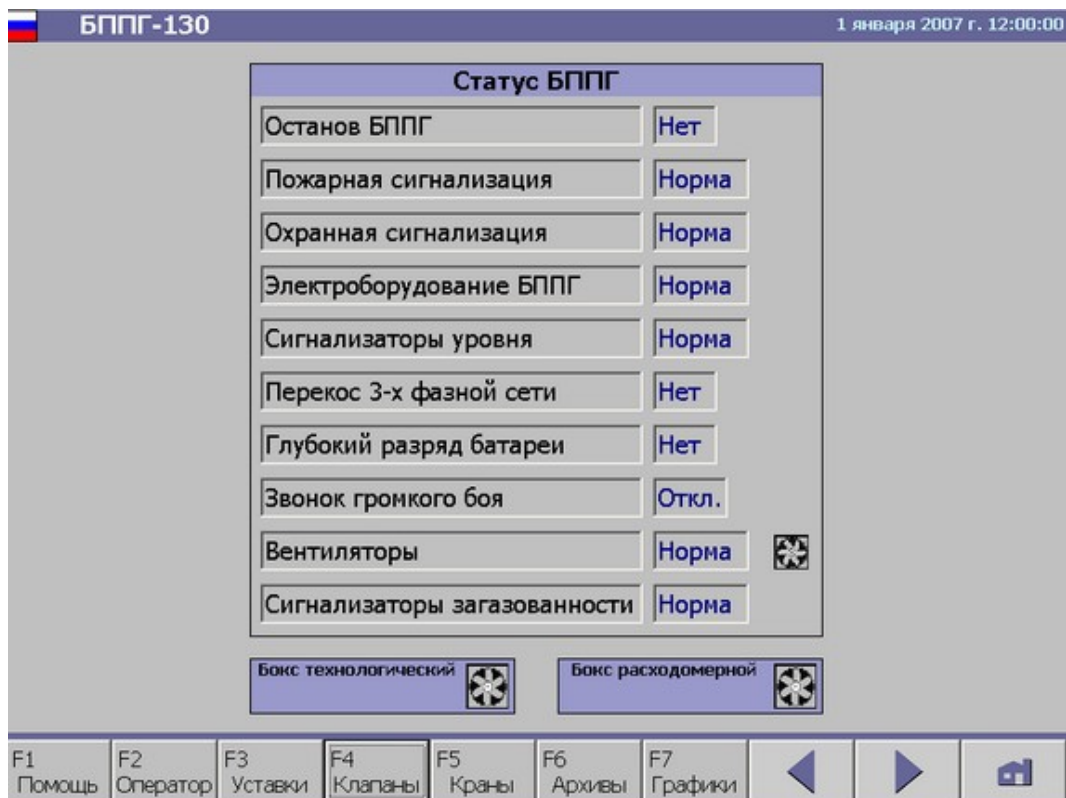 БППГ-130 1 января 2007 г. 12:00:00
Статус БППГ
Останов БППГ Нет
Пожарная сигнализация Норма
Охранная сигнализация Норма
Электроборудование БППГ Норма
Сигнализаторы уровня Норма
Перекос 3-х фазной сети Нет
Глубокий разряд батареи Нет
Звонок громкого боя Откл.
Вентиляторы Норма
Сигнализаторы загазованности Норма
Бокс технологический Бокс расходомерной
F1 F2 F3 F4 F5 F6 F7
Помощь Оператор Уставки Клапаны Краны Архивы Графики